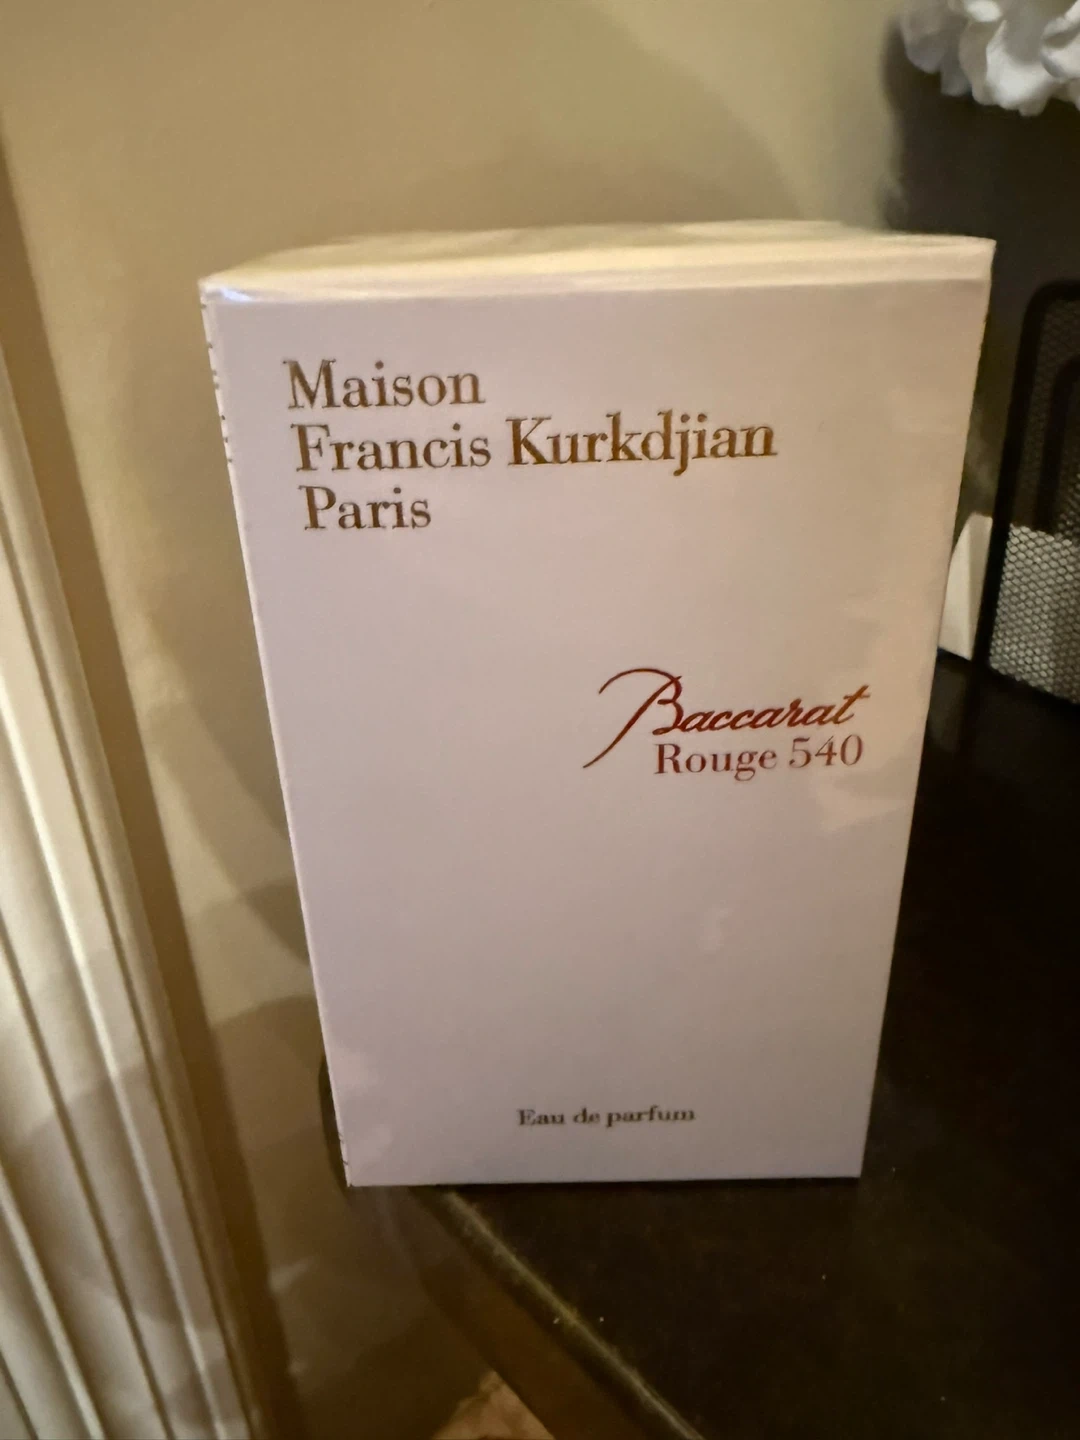 Maison
Francis Kurkdjian
Paris
Baccarat
Rouge 540
Eau de parfum